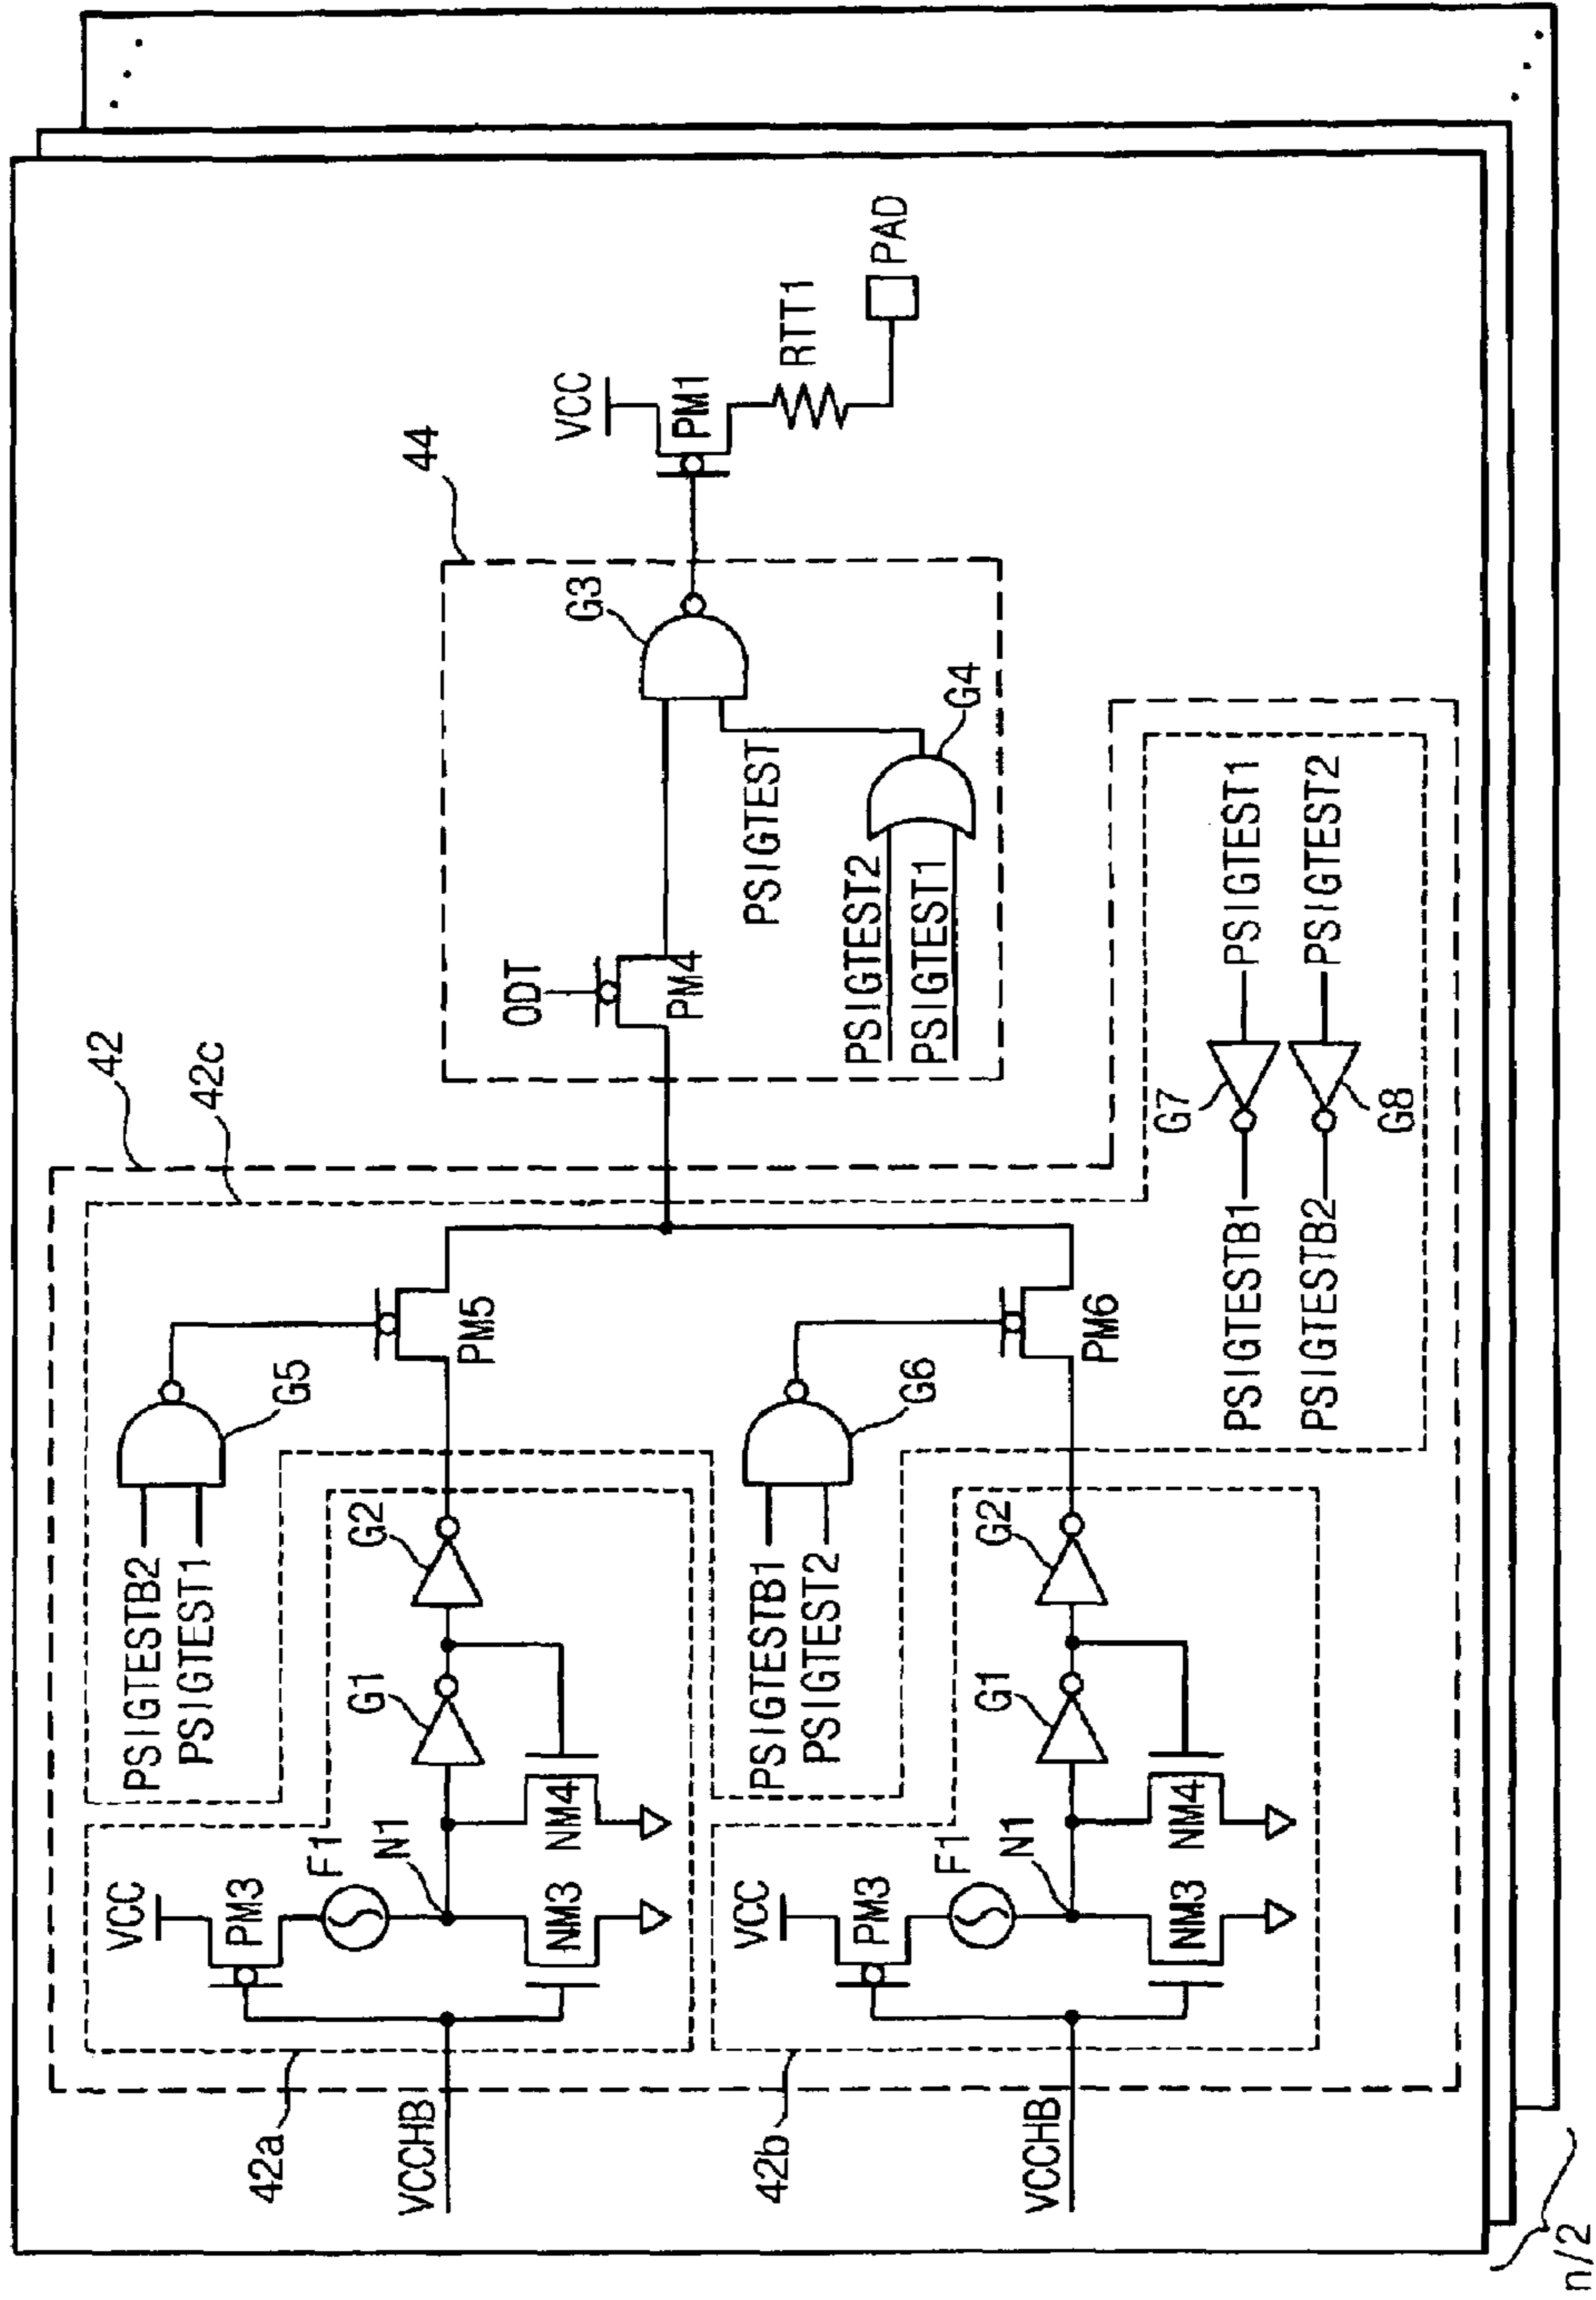 42
42c
44
42a
42b
VCCHB
VCC
PM3
F1
N1
NM3
NM4
G1
G2
PSIGTESTB2
PSIGTEST1
G5
PM5
VCCHB
VCC
PM3
F1
N1
NM3
NM4
G1
G2
PSIGTESTB1
PSIGTEST2
G6
PM6
PSIGTESTB1
G7
PSIGTEST1
PSIGTESTB2
G8
PSIGTEST2
ODT
PM4
PSIGTEST
PSIGTEST2
PSIGTEST1
G4
G3
VCC
PM1
RTT1
PAD
n/2